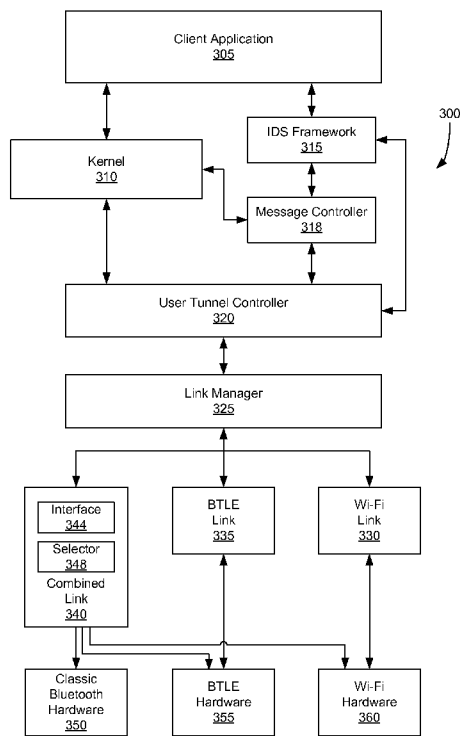 Client Application
305
300
IDS Framework
315
Kernel
310
Message Controller
318
User Tunnel Controller
320
Link Manager
325
Interface
344
Selector
348
Combined
Link
340
BTLE
Link
335
Wi-Fi
Link
330
Classic
Bluetooth
Hardware
350
BTLE
Hardware
355
Wi-Fi
Hardware
360